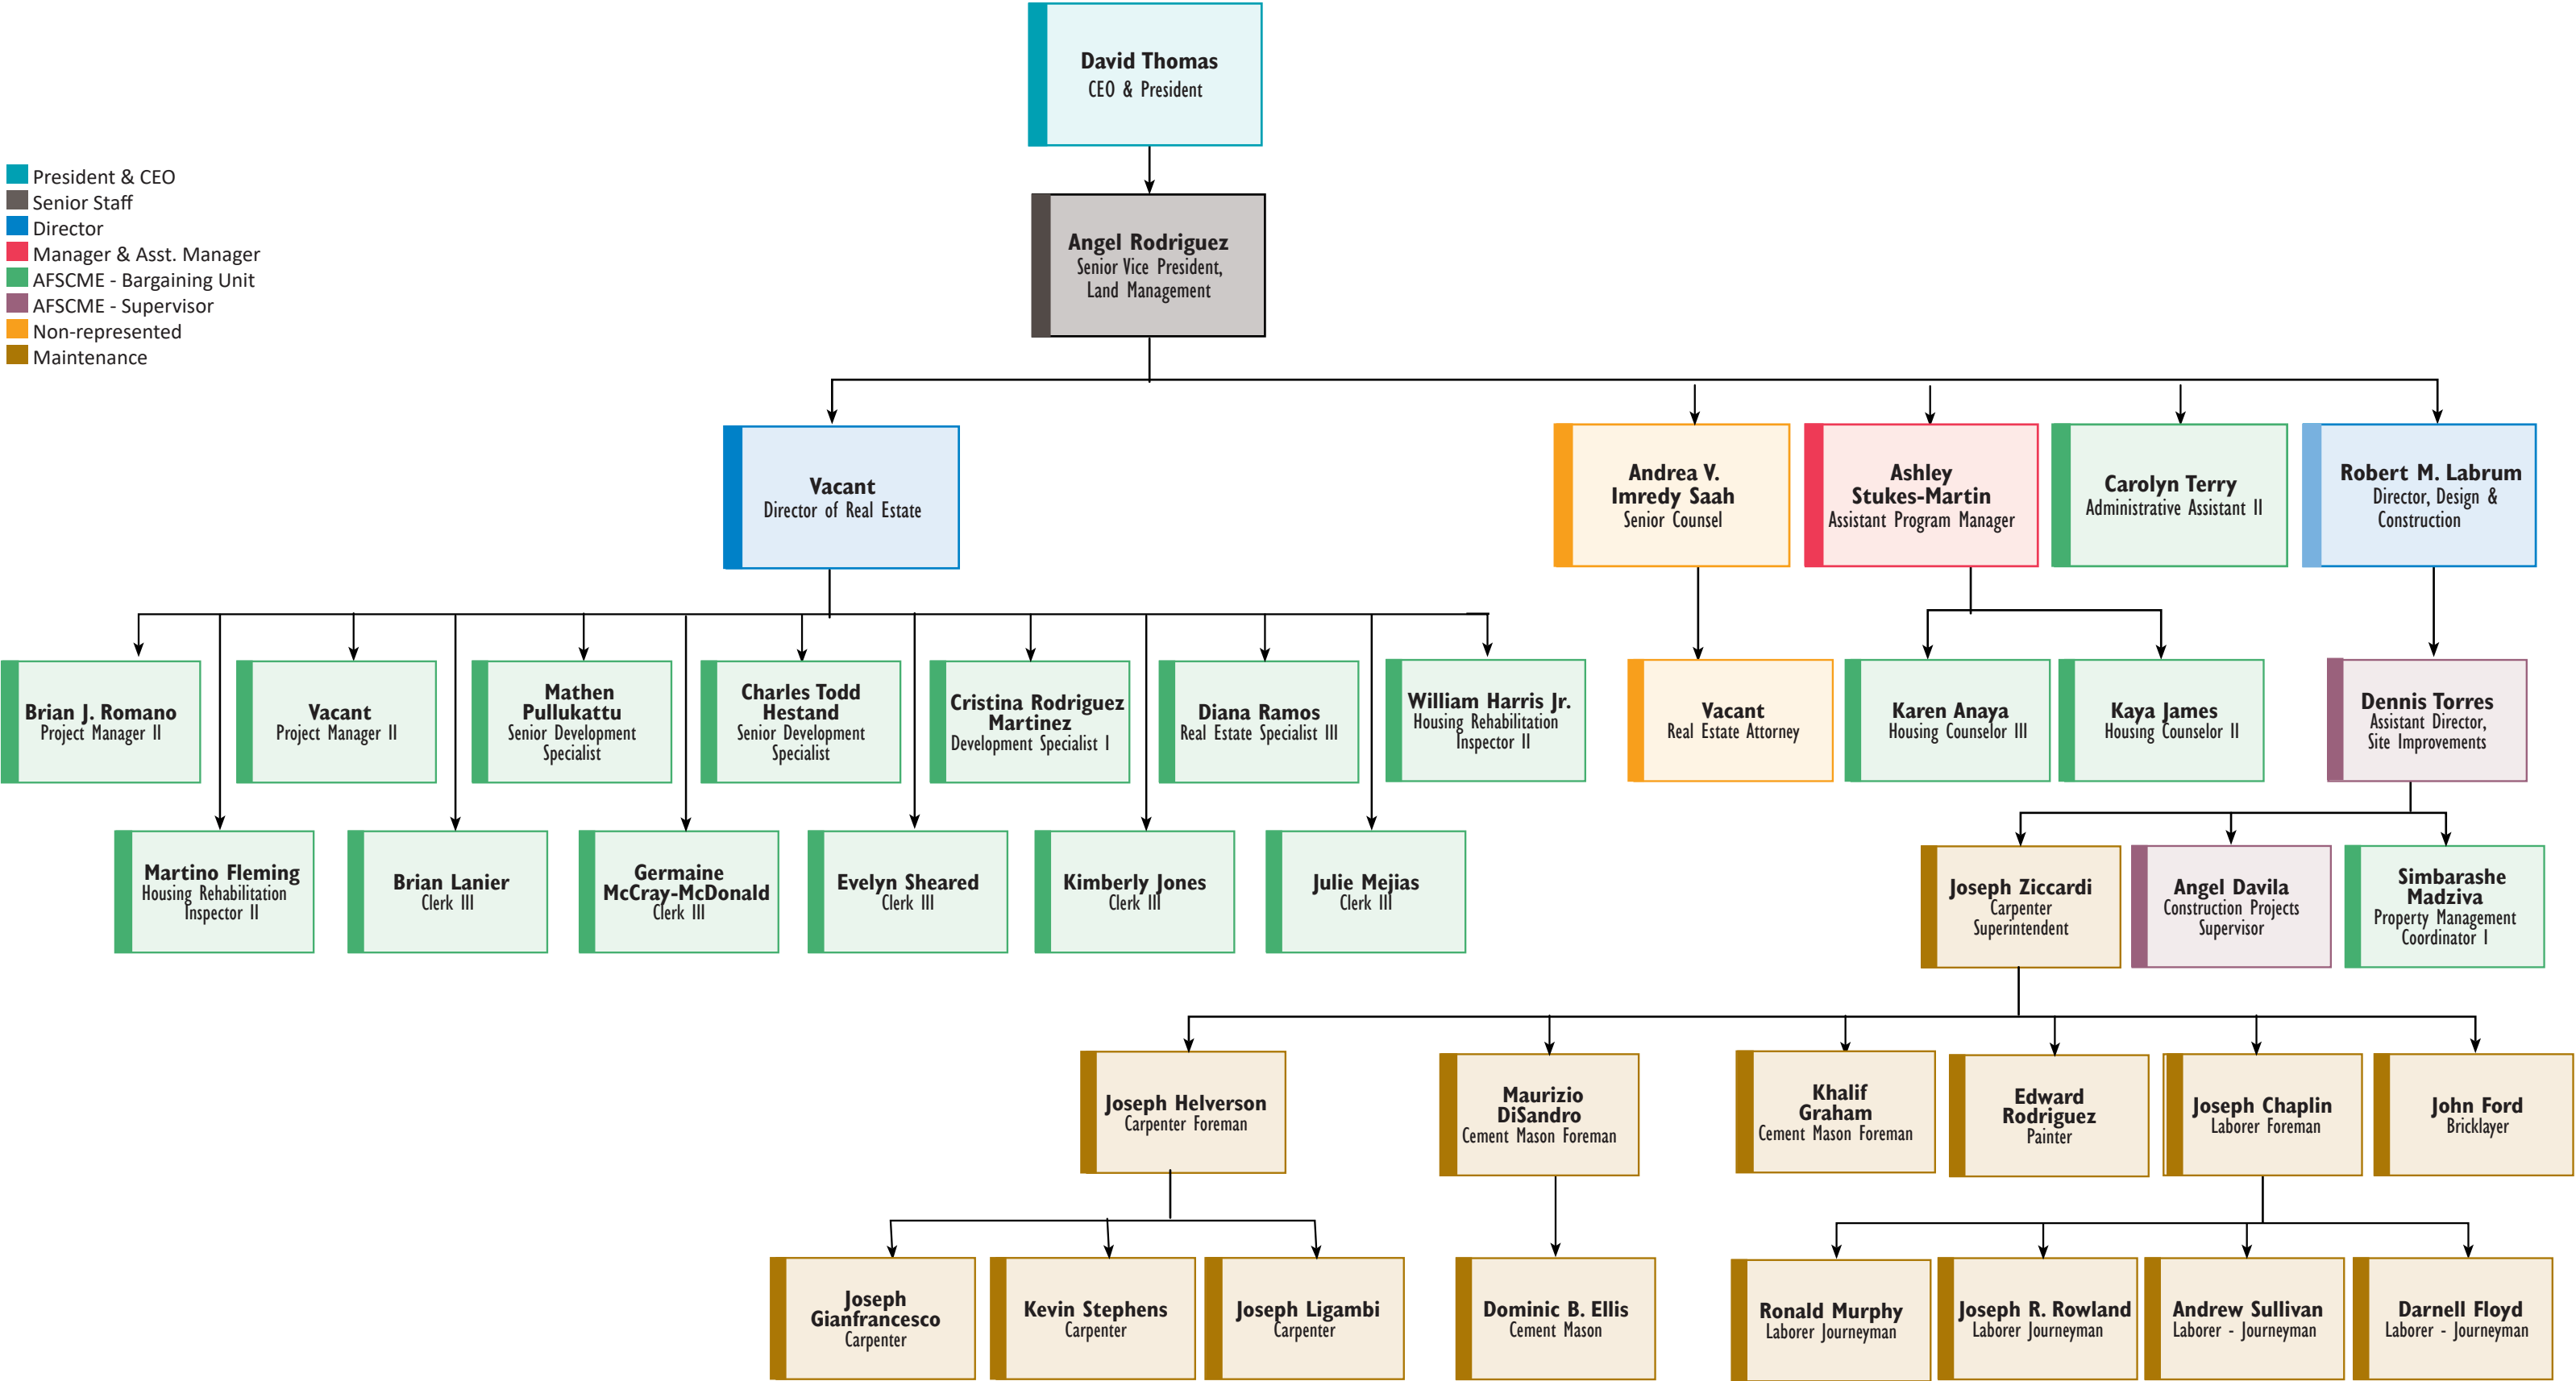 David Thomas
CEO & President
President & CEO
Senior Staff
Director
Manager & Asst. Manager
AFSCME - Bargaining Unit
AFSCME - Supervisor
Non-represented
Maintenance
Angel Rodriguez
Senior Vice President,
Land Management
Vacant
Director of Real Estate
Andrea V.
Imredy Saah
Senior Counsel
Ashley
Stukes-Martin
Assistant Program Manager
Carolyn Terry
Administrative Assistant II
Robert M. Labrum
Director, Design &
Construction
Brian J. Romano
Project Manager II
Vacant
Project Manager II
Mathen
Pullukattu
Senior Development
Specialist
Charles Todd
Hestand
Senior Development
Specialist
Cristina Rodriguez
Martinez
Development Specialist I
Diana Ramos
Real Estate Specialist III
William Harris Jr.
Housing Rehabilitation
Inspector II
Vacant
Real Estate Attorney
Karen Anaya
Housing Counselor III
Kaya James
Housing Counselor II
Dennis Torres
Assistant Director,
Site Improvements
Martino Fleming
Housing Rehabilitation
Inspector II
Brian Lanier
Clerk III
Germaine
McCray-McDonald
Clerk III
Evelyn Sheared
Clerk III
Kimberly Jones
Clerk III
Julie Mejias
Clerk III
Joseph Ziccardi
Carpenter
Superintendent
Angel Davila
Construction Projects
Supervisor
Simbarashe
Madziva
Property Management
Coordinator I
Joseph Helverson
Carpenter Foreman
Maurizio
DiSandro
Cement Mason Foreman
Khalif
Graham
Cement Mason Foreman
Edward
Rodriguez
Painter
Joseph Chaplin
Laborer Foreman
John Ford
Bricklayer
Joseph
Gianfrancesco
Carpenter
Kevin Stephens
Carpenter
Joseph Ligambi
Carpenter
Dominic B. Ellis
Cement Mason
Ronald Murphy
Laborer Journeyman
Joseph R. Rowland
Laborer Journeyman
Andrew Sullivan
Laborer - Journeyman
Darnell Floyd
Laborer - Journeyman